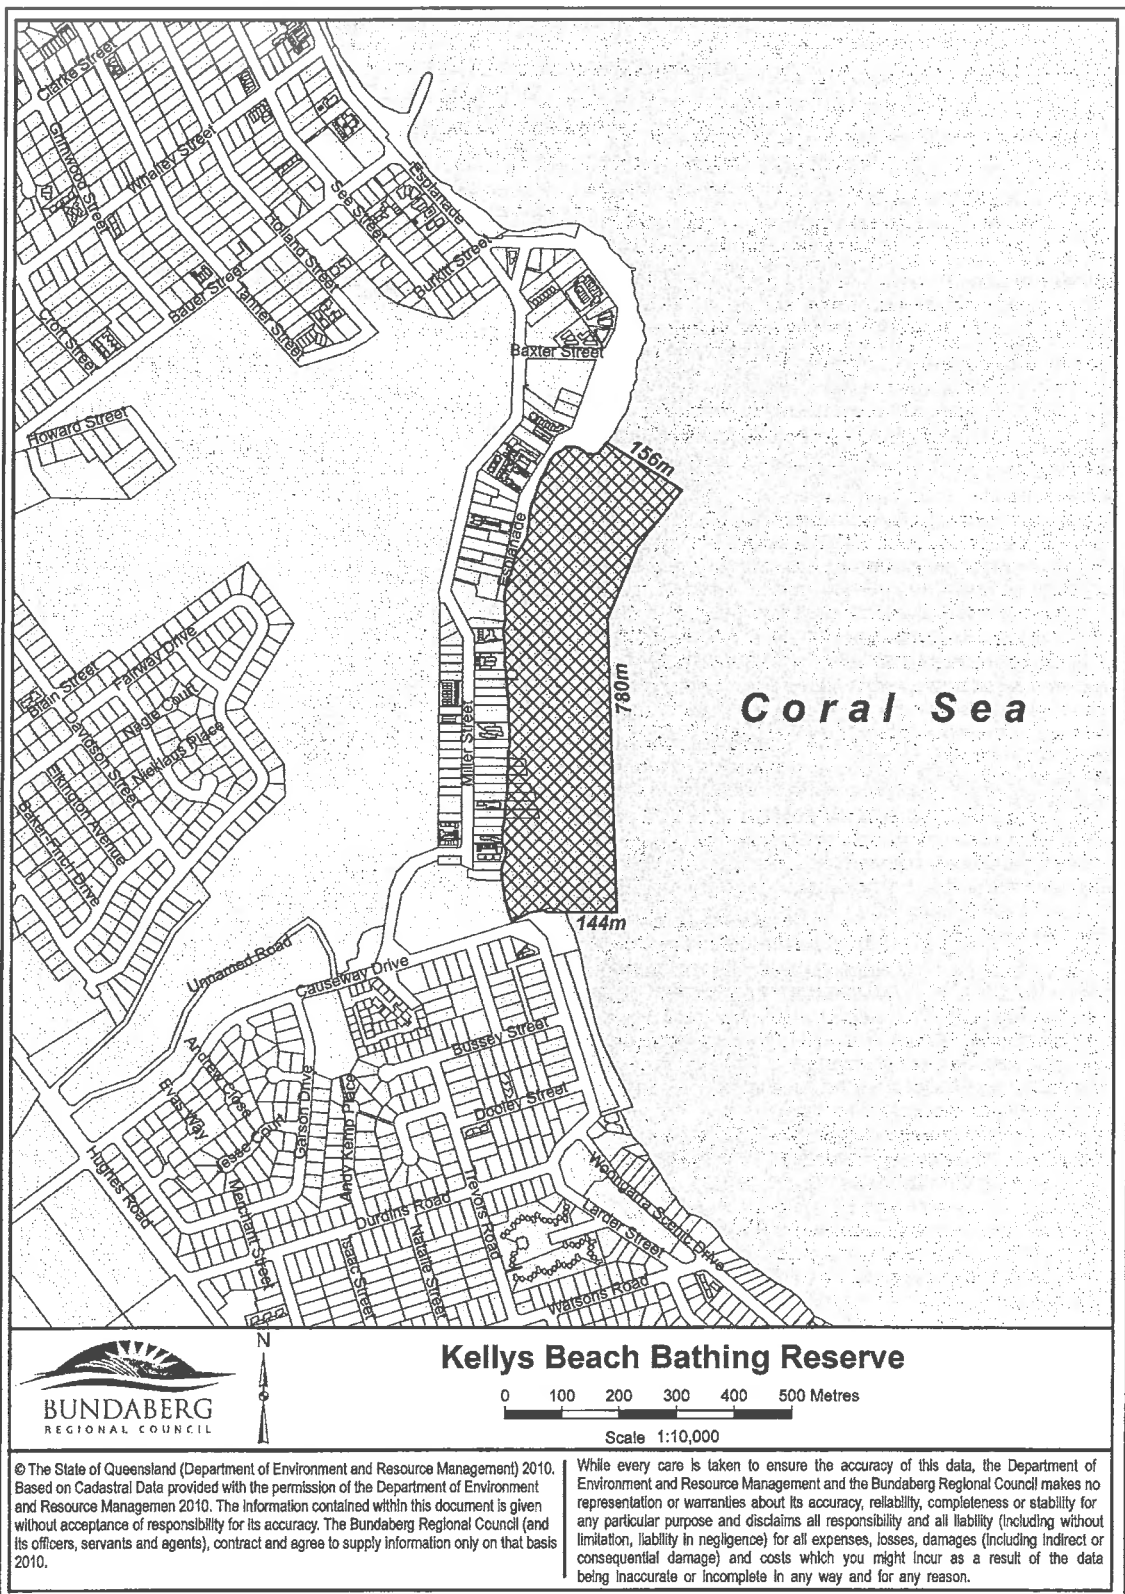 Clarke Street
Grimwood Street
Whalley Street
Esplanade
See Street
Holland Street
Burkitt Street
Bauer Street
Tanner Street
Croft Street
Baxter Street
Howard Street
156m
Esplanade
Blain Street
Fairway Drive
Nagle Court
Nicklaus Place
Davidson Street
Elkington Avenue
Baker-Finch Drive
780m
Coral Sea
Miller Street
144m
Unnamed Road
Causeway Drive
Bussey Street
Andrew Close
Evas Way
Jesse Court
Garson Drive
Andy Kemp Place
Dooley Street
Hughes Road
Merchant Street
Durdins Road
Trevors Road
Isaac Street
Natalie Street
Woongarra Scenic Drive
Larder Street
Watsons Road
BUNDABERG
REGIONAL COUNCIL
N
Kellys Beach Bathing Reserve
0 100 200 300 400 500 Metres
Scale 1:10,000
© The State of Queensland (Department of Environment and Resource Management) 2010.
Based on Cadastral Data provided with the permission of the Department of Environment
and Resource Managemen 2010. The information contained within this document is given
without acceptance of responsibility for its accuracy. The Bundaberg Regional Council (and
its officers, servants and agents), contract and agree to supply information only on that basis
2010.
While every care is taken to ensure the accuracy of this data, the Department of
Environment and Resource Management and the Bundaberg Regional Council makes no
representation or warranties about its accuracy, reliability, completeness or stability for
any particular purpose and disclaims all responsibility and all liability (including without
limitation, liability in negligence) for all expenses, losses, damages (including indirect or
consequential damage) and costs which you might incur as a result of the data
being inaccurate or incomplete in any way and for any reason.